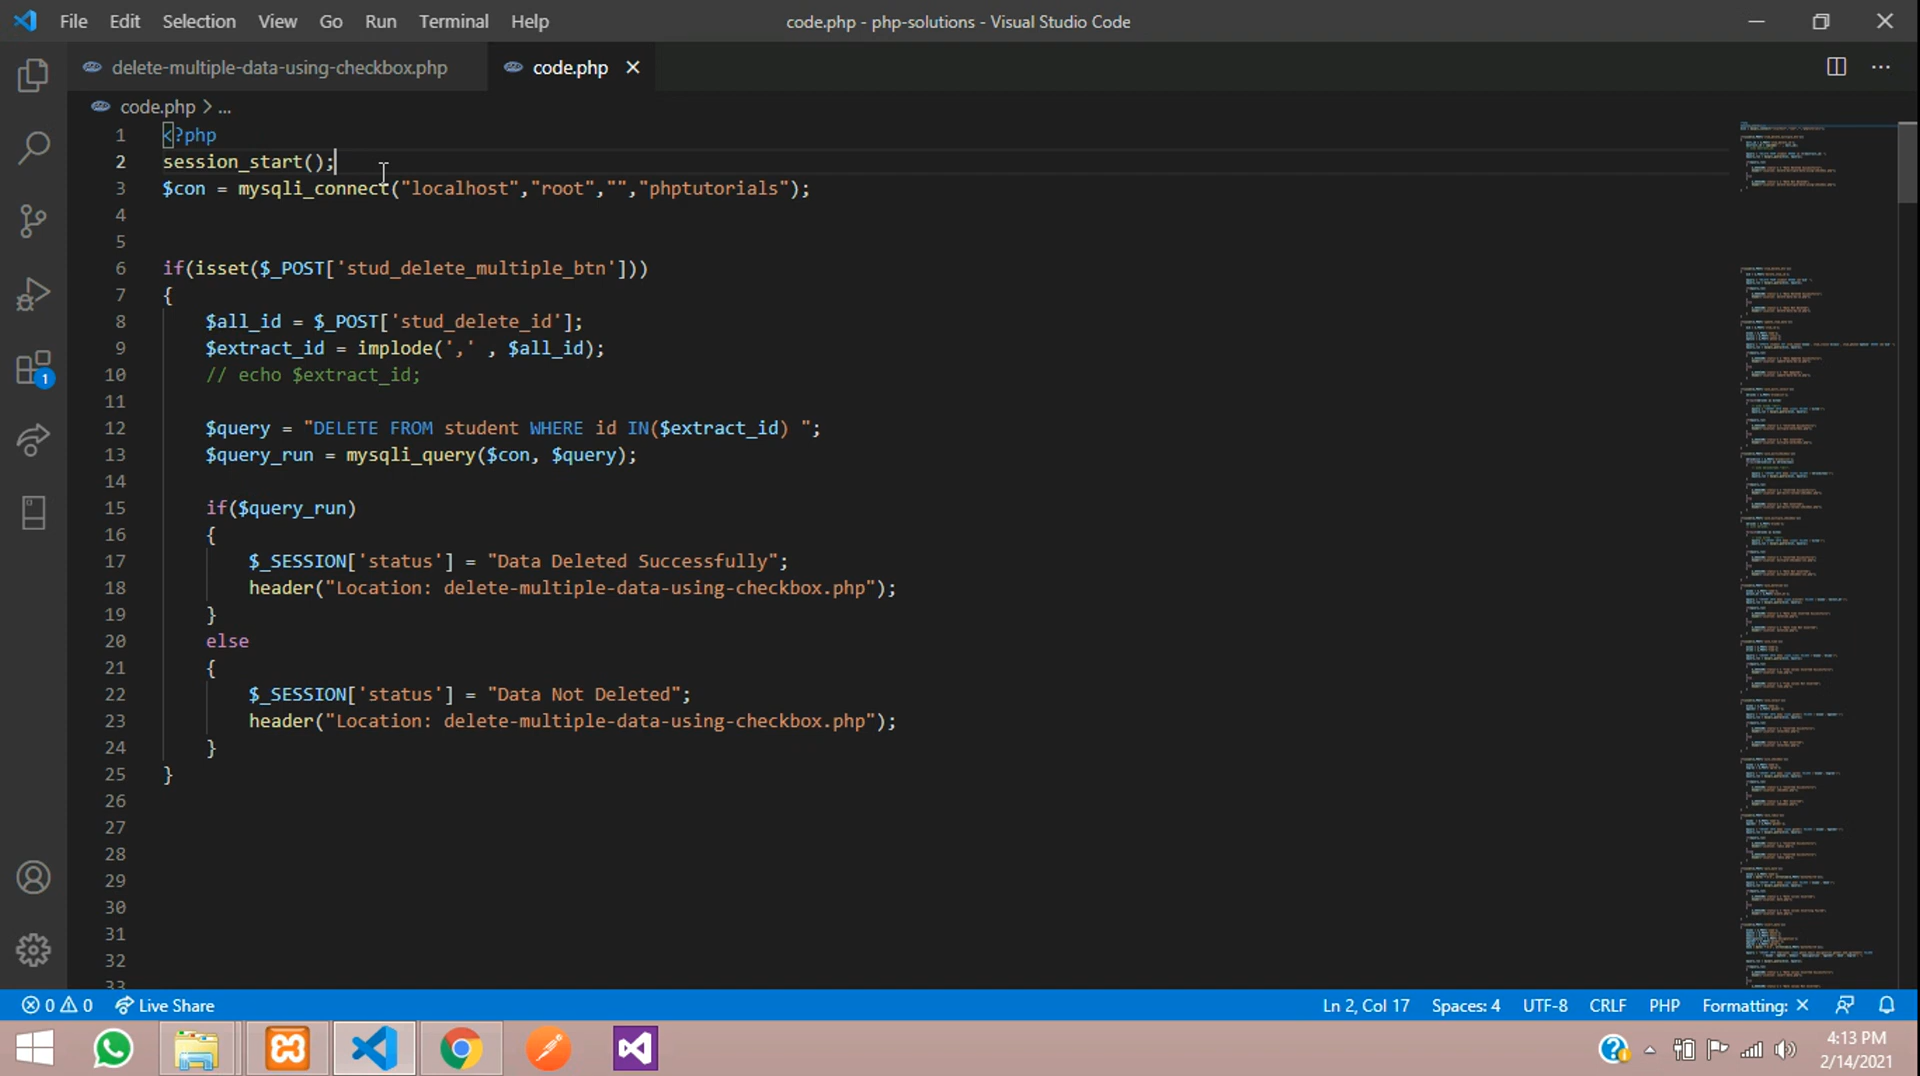 File Edit Selection View Go Run Terminal Help code.php - php-solutions - Visual Studio Code
delete-multiple-data-using-checkbox.php code.php
code.php > ...
1 <?php
2 session_start();
3 $con = mysqli_connect("localhost","root","","phptutorials");
4
5
6 if(isset($_POST['stud_delete_multiple_btn']))
7 {
8 $all_id = $_POST['stud_delete_id'];
9 $extract_id = implode(',' , $all_id);
10 // echo $extract_id;
11
12 $query = "DELETE FROM student WHERE id IN($extract_id) ";
13 $query_run = mysqli_query($con, $query);
14
15 if($query_run)
16 {
17 $_SESSION['status'] = "Data Deleted Successfully";
18 header("Location: delete-multiple-data-using-checkbox.php");
19 }
20 else
21 {
22 $_SESSION['status'] = "Data Not Deleted";
23 header("Location: delete-multiple-data-using-checkbox.php");
24 }
25 }
26
27
28
29
30
31
32
33
1
0 0 Live Share Ln 2, Col 17 Spaces: 4 UTF-8 CRLF PHP Formatting: ×
4:13 PM
2/14/2021